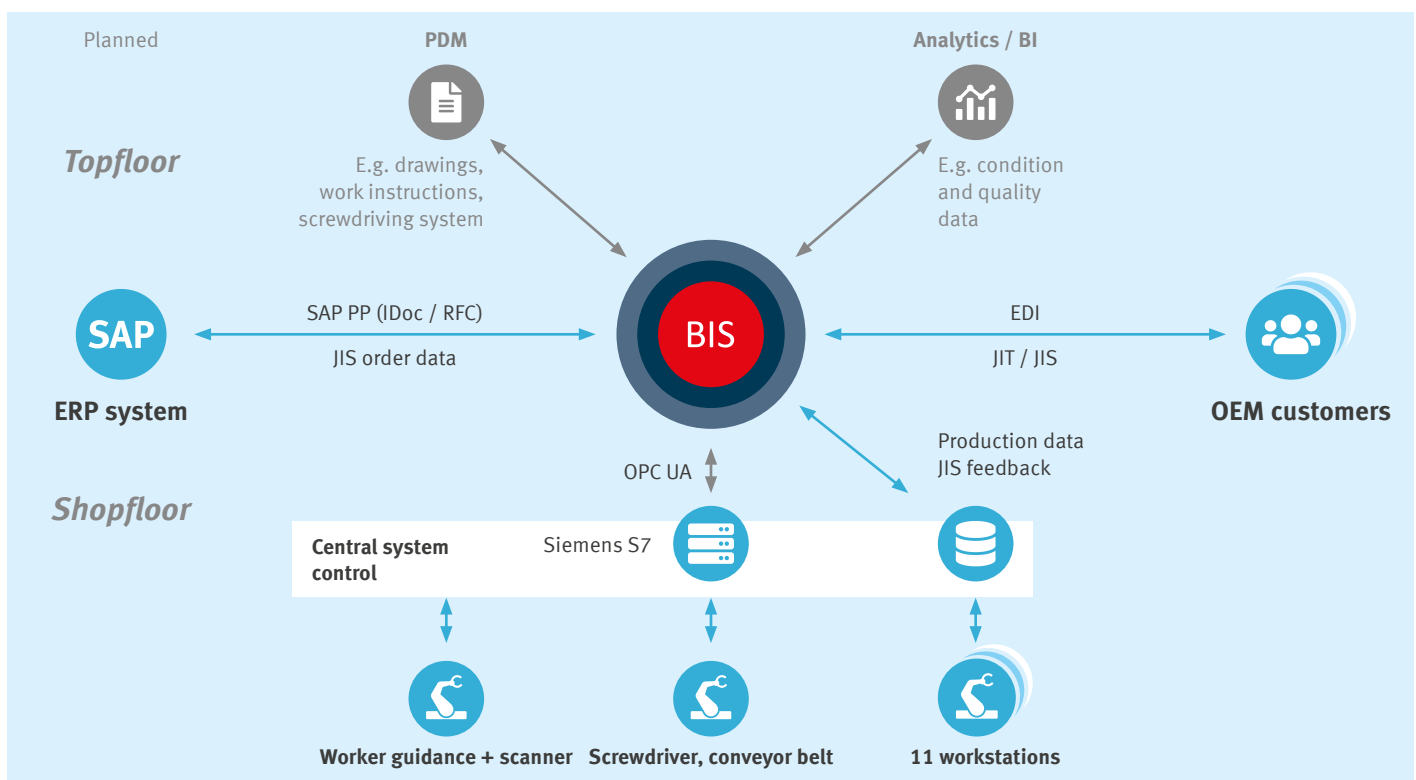 Planned
PDM
Analytics / BI
Topfloor
E.g. drawings,
work instructions,
screwdriving system
E.g. condition
and quality
data
SAP
SAP PP (IDoc / RFC)
JIS order data
BIS
EDI
JIT / JIS
ERP system
OEM customers
Production data
JIS feedback
OPC UA
Shopfloor
Central system
control
Siemens S7
Worker guidance + scanner
Screwdriver, conveyor belt
11 workstations